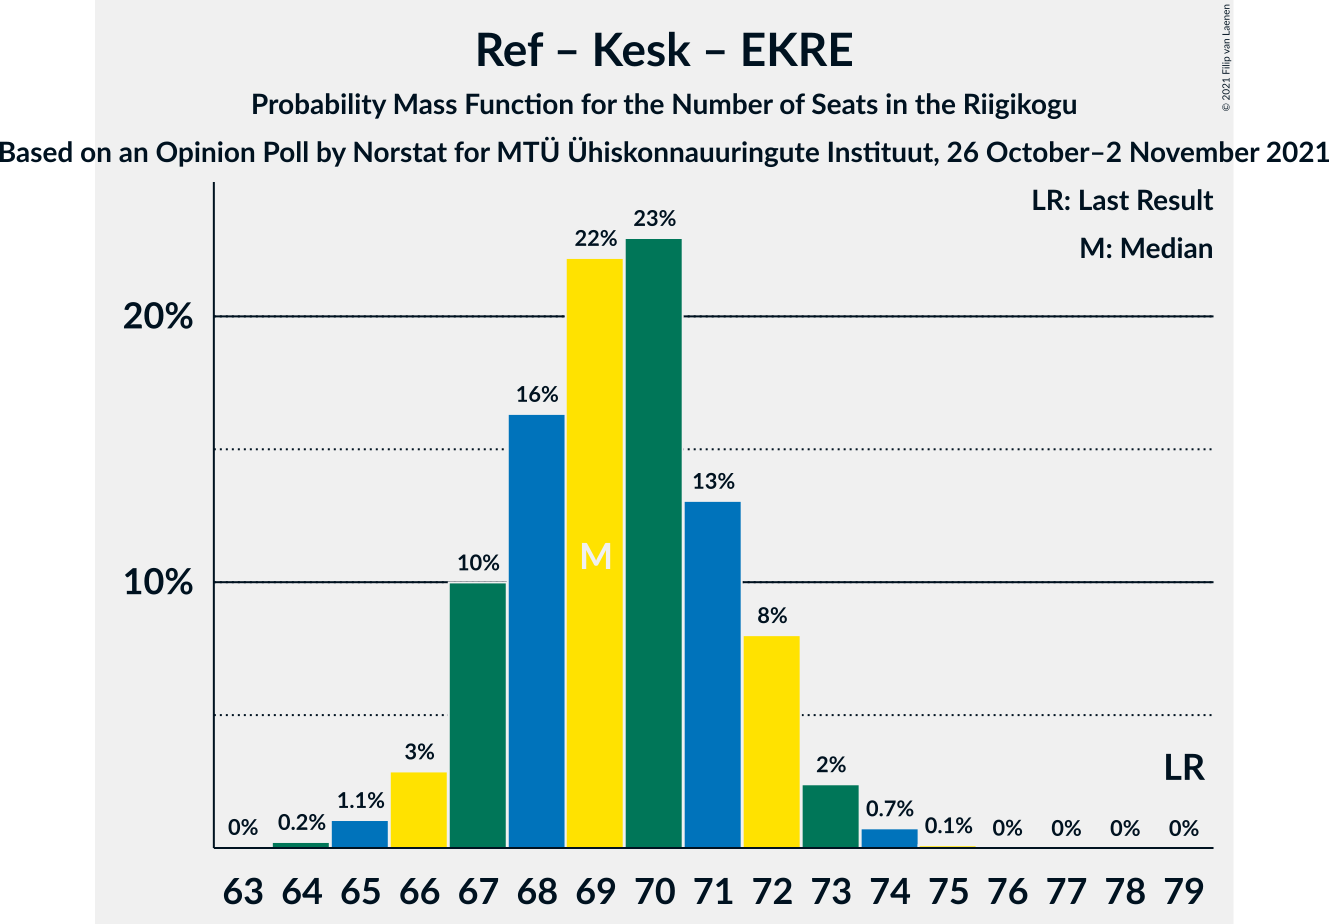 Ref – Kesk – EKRE
Probability Mass Function for the Number of Seats in the Riigikogu
Based on an Opinion Poll by Norstat for MTÜ Ühiskonnauuringute Instituut, 26 October–2 November 2021
© 2021 Filip van Laenen
LR: Last Result
M: Median
20%
10%
0% 0.2% 1.1% 3% 10% 16% 22% 23% 13% 8% 2% 0.7% 0.1% 0% 0% 0% 0%
M
LR
63 64 65 66 67 68 69 70 71 72 73 74 75 76 77 78 79